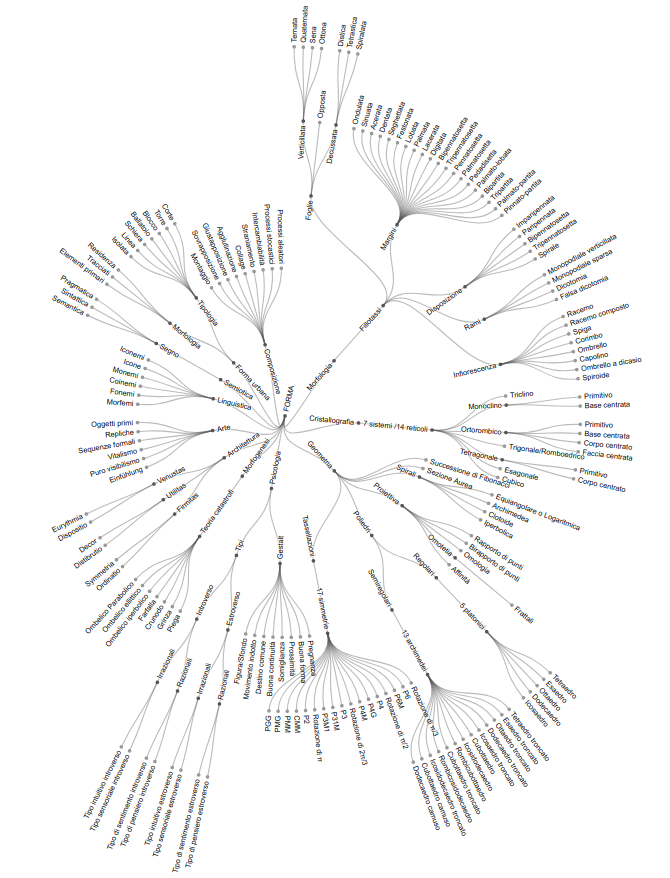 FORMA
Morfologia
Fillotassi
Foglie
Verticillata
Ternata
Quaternata
Sena
Ottona
Opposta
Decussata
Distica
Tetrastica
Spiralata
Margini
Ondulata
Sinuata
Acerata
Dentata
Seghettata
Festonata
Lobata
Palmata
Lacerata
Digitata
Bipennatosetta
Tripennatosetta
Pennatosetta
Palmatosetta
Pedadisetta
Palmato-lobata
Bipartita
Tripartita
Palmato-partita
Pinnato-partita
Disposizione
Imparipennata
Paripennata
Bipennatosetta
Tripennatosetta
Spirale
Rami
Monopodiale verticillata
Monopodiale sparsa
Dicotomia
Falsa dicotomia
Infiorescenza
Racemo
Racemo composto
Spiga
Corimbo
Ombrello
Capolino
Ombrello a dicasio
Spiroide
Cristallografia
7 sistemi /14 reticoli
Triclino
Primitivo
Monoclino
Base centrata
Ortorombico
Primitivo
Base centrata
Corpo centrato
Faccia centrata
Trigonale/Romboedrico
Tetragonale
Primitivo
Corpo centrato
Esagonale
Cubico
Geometria
Successione di Fibonacci
Sezione Aurea
Spirali
Equiangolare o Logaritmica
Archimedea
Clotoide
Iperbolica
Proiettiva
Rapporto di punti
Birapporto di punti
Omologia
Omotetia
Affinità
Frattali
Poliedri
Regolari
5 platonici
Tetraedro
Esaedro
Ottaedro
Dodecaedro
Icosaedro
Semiregolari
13 archimedei
Tetraedro troncato
Esaedro troncato
Ottaedro troncato
Dodecaedro troncato
Icosaedro troncato
Cubottaedro
Icosidodecaedro
Rombicubottaedro
Cubottaedro troncato
Rombicosidodecaedro
Icosidodecaedro troncato
Cubottaedro camuso
Dodecaedro camuso
Tassellazioni
17 simmetrie
Rotazione di π/3
P6
P6M
Rotazione di π/2
P4
P4G
P4M
Rotazione di 2π/3
P3
P31M
P3M1
Rotazione di π
P2
CMM
PMM
PMG
PGG
Psicologia
Gestalt
Pregnanza
Buona forma
Prossimità
Somiglianza
Buona continuità
Destino comune
Movimento indotto
Figura/Sfondo
Tipi
Estroverso
Razionali
Tipo di pensiero estroverso
Tipo di sentimento estroverso
Irrazionali
Tipo sensoriale estroverso
Tipo intuitivo estroverso
Introverso
Razionali
Tipo di pensiero introverso
Tipo di sentimento introverso
Irrazionali
Tipo sensoriale introverso
Tipo intuitivo introverso
Morfogenesi
Teoria catastrofi
Piega
Grinza
Crunodo
Farfalla
Ombelico iperbolico
Ombelico ellittico
Ombelico Parabolico
Architettura
Firmitas
Ordinatio
Symmetria
Utilitas
Distibrutio
Decor
Venustas
Dispositio
Eurythmia
Arte
Einfühlung
Puro visibilismo
Vitalismo
Sequenze formali
Repliche
Oggetti primi
Linguistica
Morfemi
Fonemi
Coinemi
Monemi
Icone
Iconemi
Semiotica
Segno
Semantica
Sintattica
Pragmatica
Forma urbana
Morfologia
Elementi primari
Tracciati
Residenza
Tipologia
Isolata
Linea
Schiera
Ballatoio
Blocco
Torre
Corte
Composizione
Montaggio
Sovrapposizione
Giustapposizione
Agglutinazione
Collage
Straniamento
Intercambiabilità
Processi stocastici
Processi aleatori